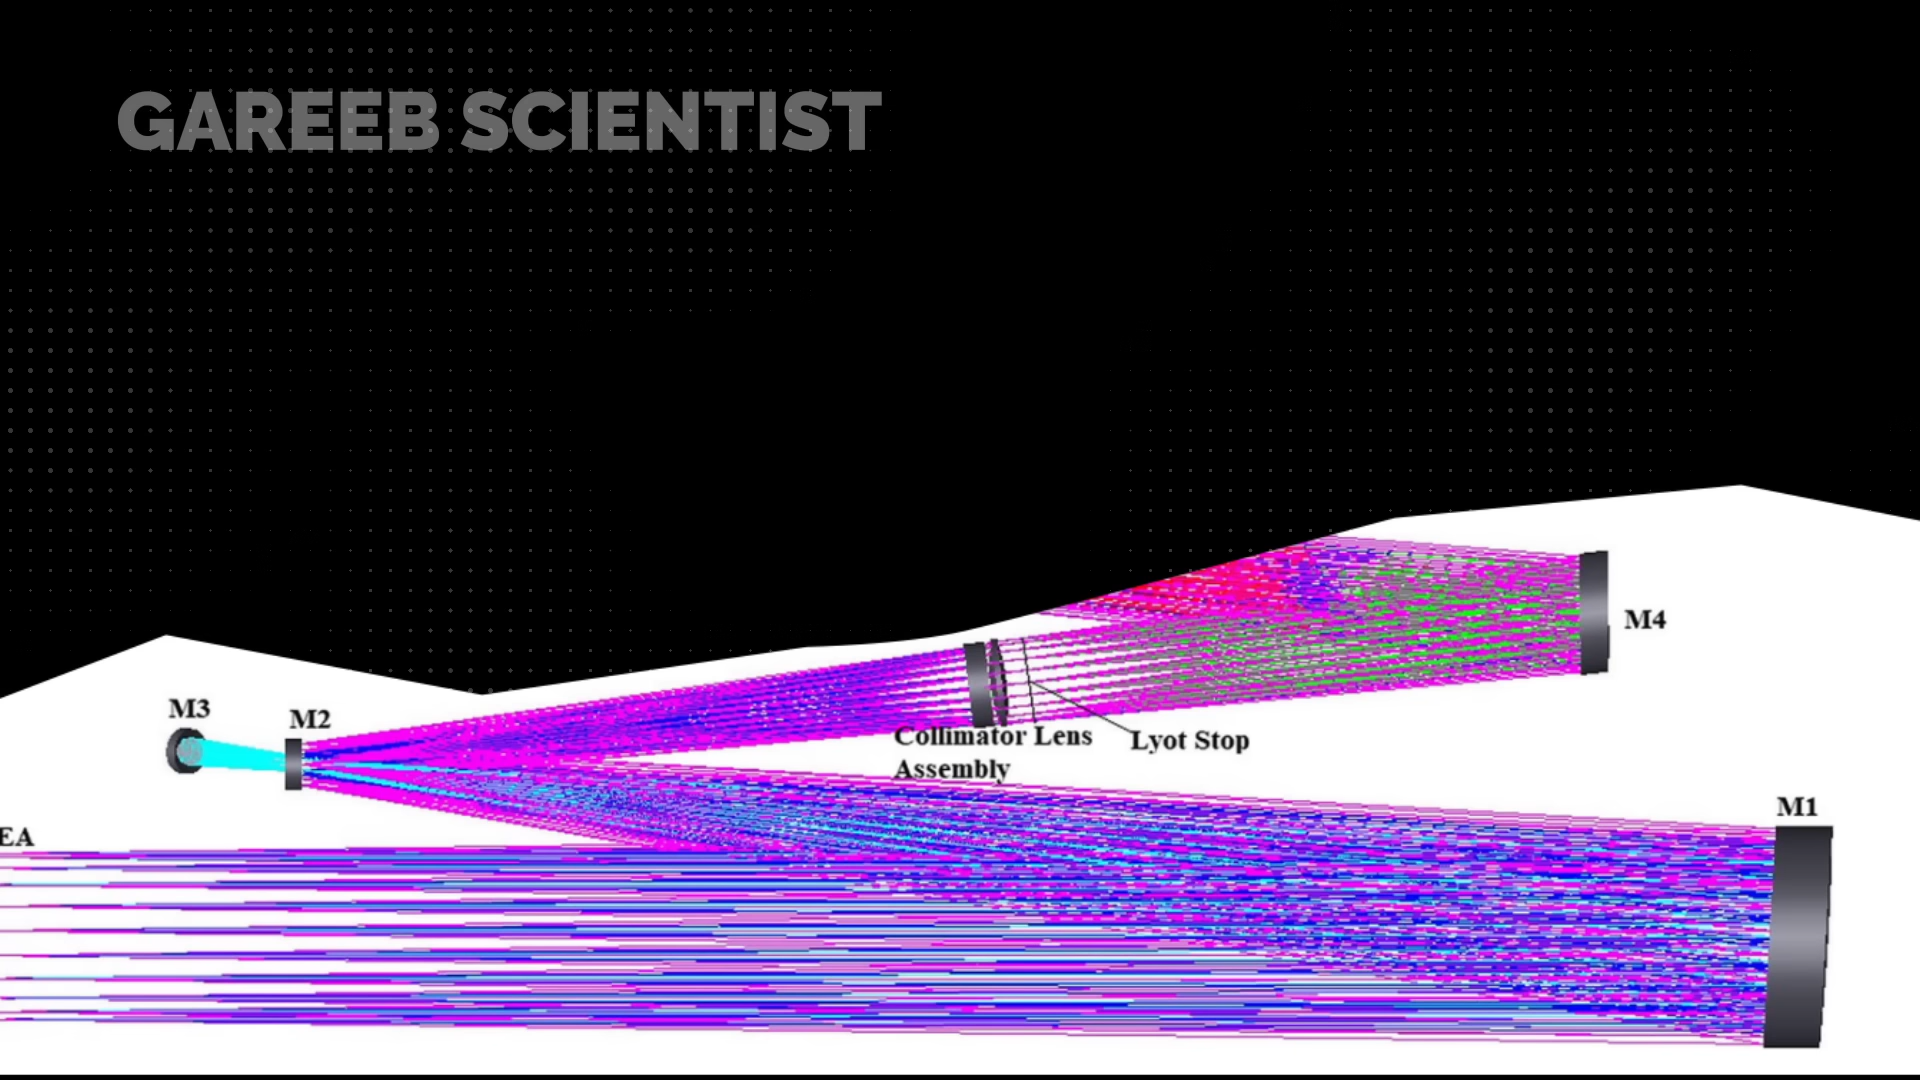 GAREEB SCIENTIST
M4
M3
M2
Collimator Lens
Assembly
Lyot Stop
M1
EA